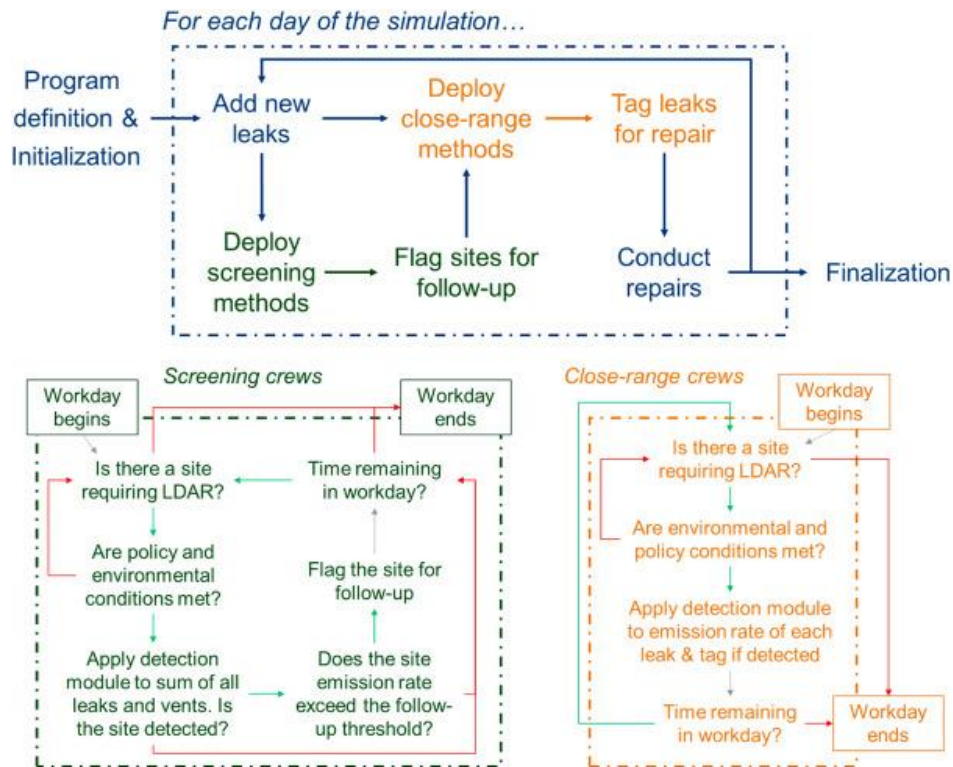 For each day of the simulation…
Program
definition &
Initialization
Add new
leaks
Deploy
close-range
methods
Tag leaks
for repair
Deploy
screening
methods
Flag sites for
follow-up
Conduct
repairs
Finalization
Screening crews
Workday
begins
Workday
ends
Is there a site
requiring LDAR?
Time remaining
in workday?
Are policy and
environmental
conditions met?
Flag the site for
follow-up
Apply detection
module to sum of all
leaks and vents. Is
the site detected?
Does the site
emission rate
exceed the follow-
up threshold?
Close-range crews
Workday
begins
Is there a site
requiring LDAR?
Are environmental and
policy conditions met?
Apply detection module
to emission rate of each
leak & tag if detected
Time remaining
in workday?
Workday
ends